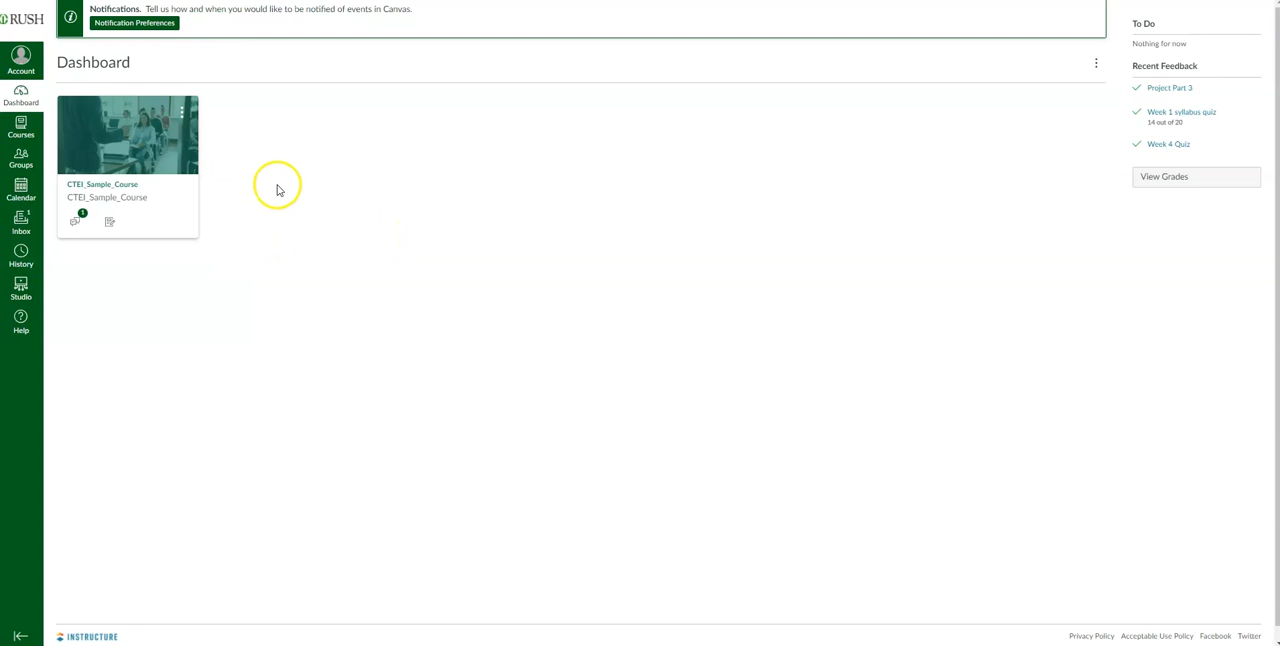 RUSH
Account
Dashboard
Courses
Groups
Calendar
1
Inbox
History
Studio
Help
Notifications. Tell us how and when you would like to be notified of events in Canvas.
Notification Preferences
Dashboard
CTEI_Sample_Course
CTEI_Sample_Course
1
To Do
Nothing for now
Recent Feedback
Project Part 3
Week 1 syllabus quiz
14 out of 20
Week 4 Quiz
View Grades
INSTRUCTURE
Privacy Policy Acceptable Use Policy Facebook Twitter